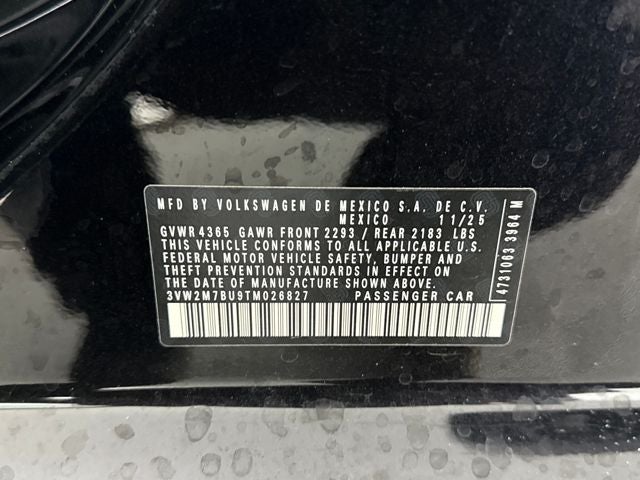 MFD BY VOLKSWAGEN DE MEXICO S.A. DE C.V.
MEXICO 11/25
GVWR 4365 GAWR FRONT 2293 / REAR 2183 LBS
THIS VEHICLE CONFORMS TO ALL APPLICABLE U.S.
FEDERAL MOTOR VEHICLE SAFETY, BUMPER AND
THEFT PREVENTION STANDARDS IN EFFECT ON
THE DATE OF MANUFACTURE SHOWN ABOVE.
3VW2M7BU9TM026827 PASSENGER CAR
4731063 3964 M